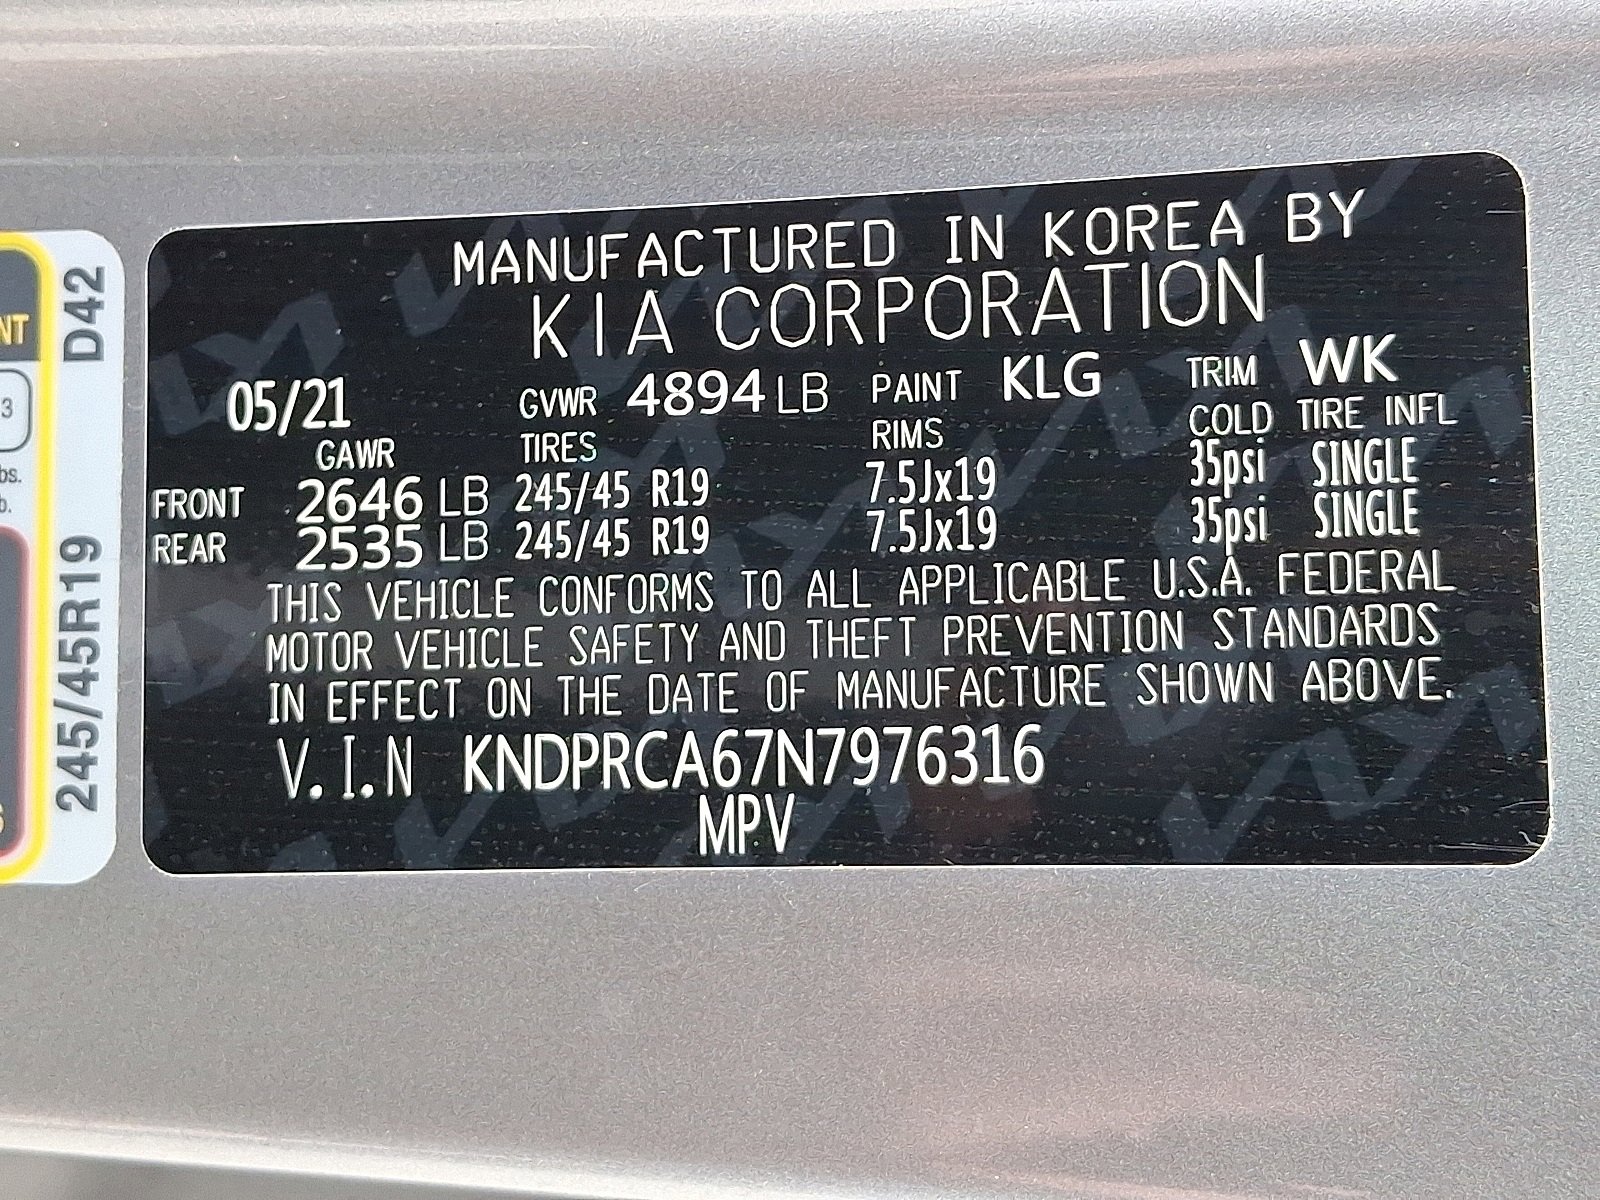 MANUFACTURED IN KOREA BY
KIA CORPORATION
05/21 GVWR 4894 LB PAINT KLG TRIM WK
GAWR TIRES RIMS COLD TIRE INFL
FRONT 2646 LB 245/45 R19 7.5Jx19 35psi SINGLE
REAR 2535 LB 245/45 R19 7.5Jx19 35psi SINGLE
THIS VEHICLE CONFORMS TO ALL APPLICABLE U.S.A. FEDERAL
MOTOR VEHICLE SAFETY AND THEFT PREVENTION STANDARDS
IN EFFECT ON THE DATE OF MANUFACTURE SHOWN ABOVE.
V.I.N KNDPRCA67N7976316
MPV
245/45R19 D42
NT
3
bs.
b.